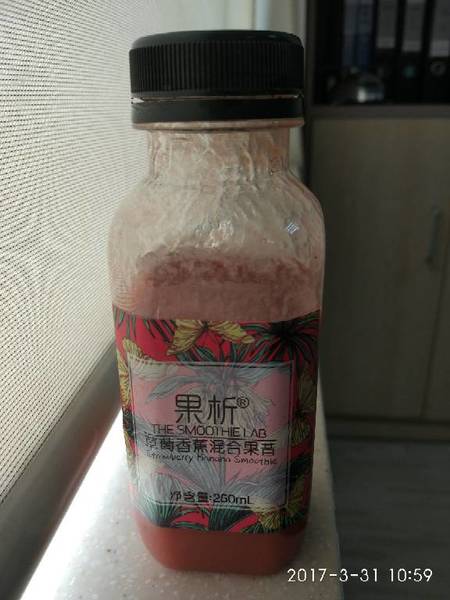 果析®
THE SMOOTHIE LAB
草莓香蕉混合果昔
Strawberry Banana Smoothie
净含量:260mL
2017-3-31 10:59